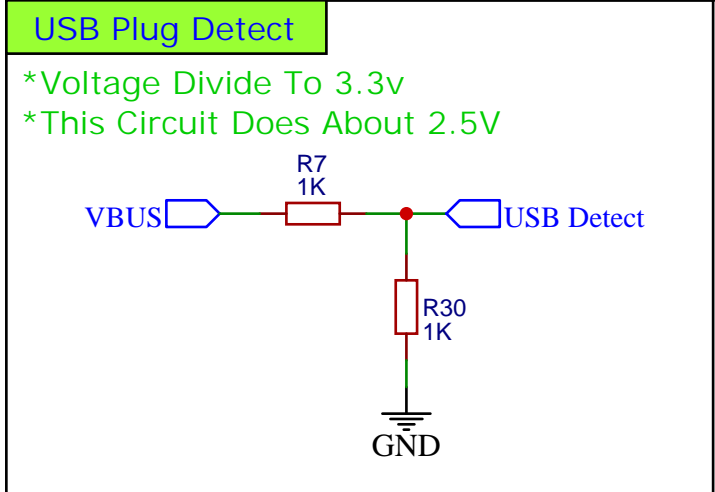 USB Plug Detect
*Voltage Divide To 3.3v
*This Circuit Does About 2.5V
R7
1K
VBUS
USB Detect
R30
1K
GND